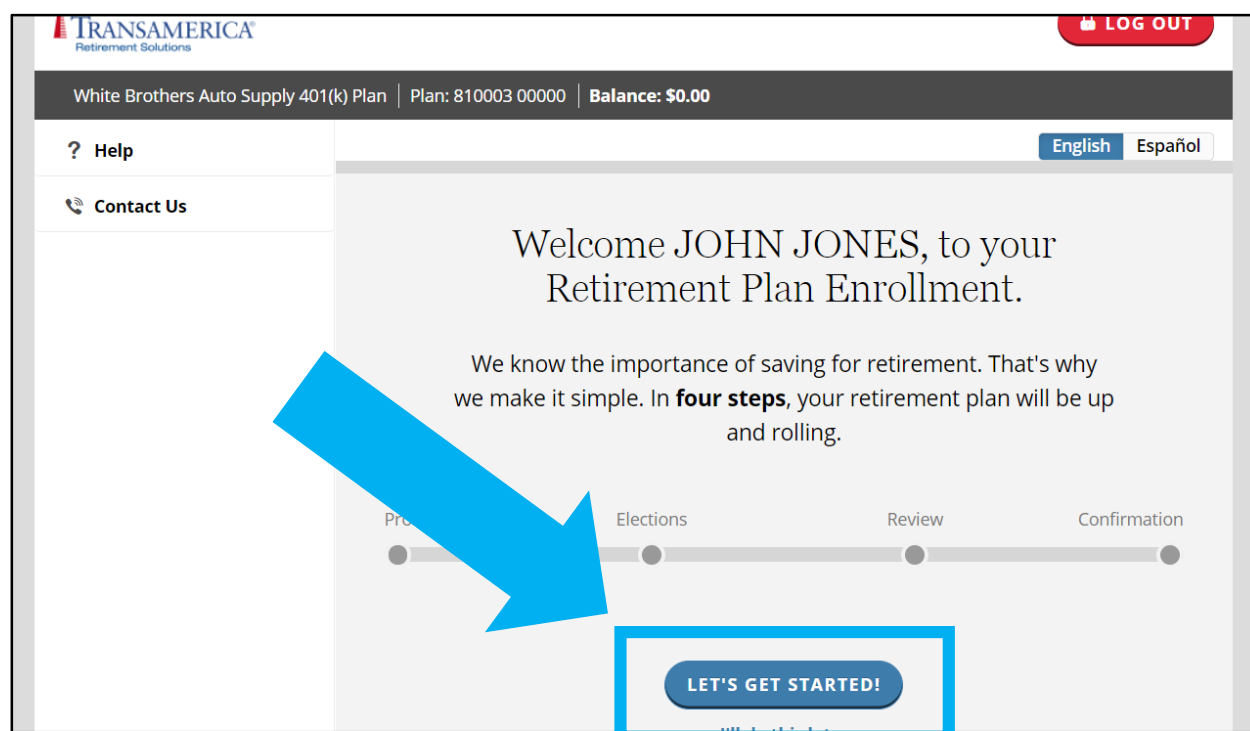 TRANSAMERICA®
Retirement Solutions
LOG OUT
White Brothers Auto Supply 401(k) Plan | Plan: 810003 00000 | Balance: $0.00
? Help
English Español
Contact Us
Welcome JOHN JONES, to your
Retirement Plan Enrollment.
We know the importance of saving for retirement. That's why
we make it simple. In four steps, your retirement plan will be up
and rolling.
Elections Review Confirmation
LET'S GET STARTED!